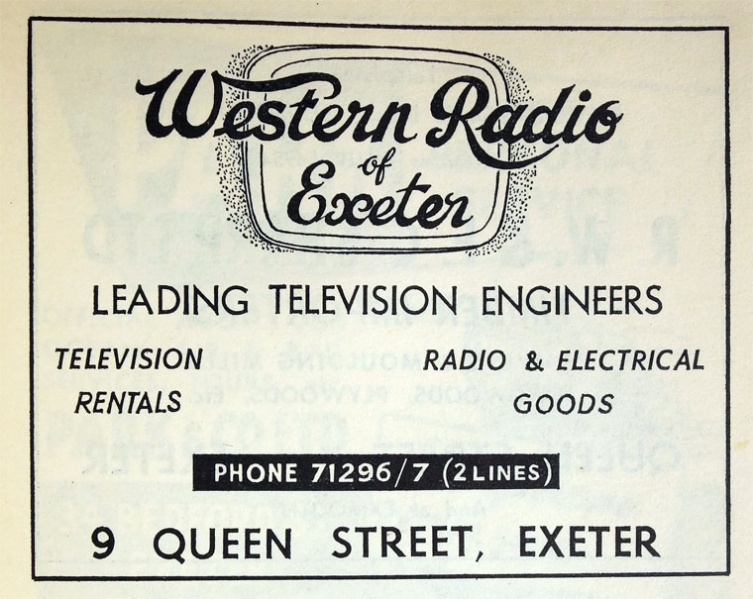 Western Radio
of
Exeter
LEADING TELEVISION ENGINEERS
TELEVISION RADIO & ELECTRICAL
RENTALS GOODS
PHONE 71296/7 (2 LINES)
9 QUEEN STREET, EXETER